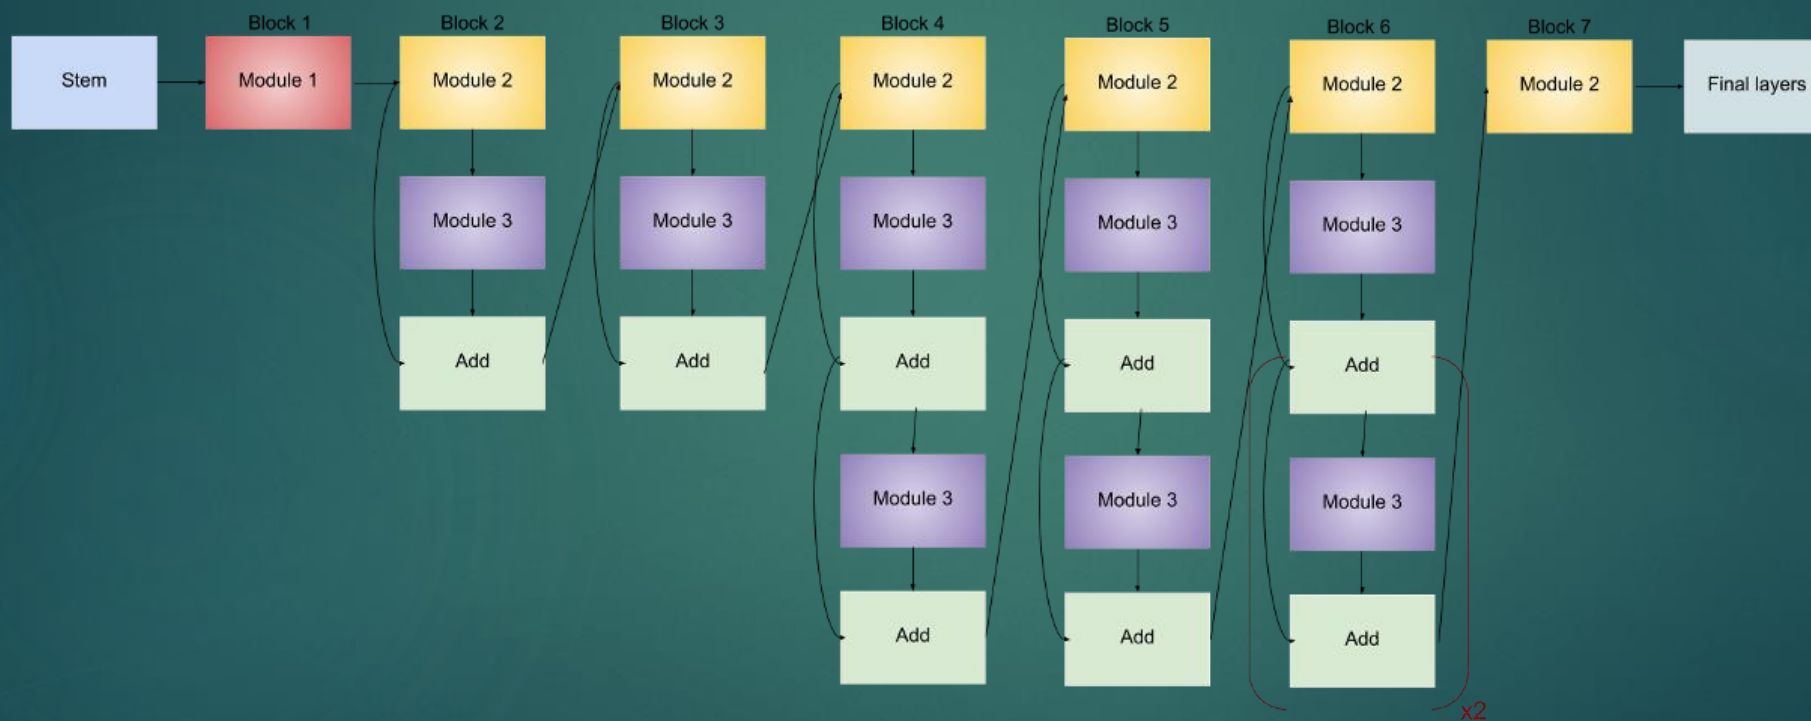 Block 1
Block 2
Block 3
Block 4
Block 5
Block 6
Block 7
Stem
Module 1
Module 2
Module 2
Module 2
Module 2
Module 2
Module 2
Final layers
Module 3
Module 3
Module 3
Module 3
Module 3
Add
Add
Add
Add
Add
Module 3
Module 3
Module 3
Add
Add
Add
x2